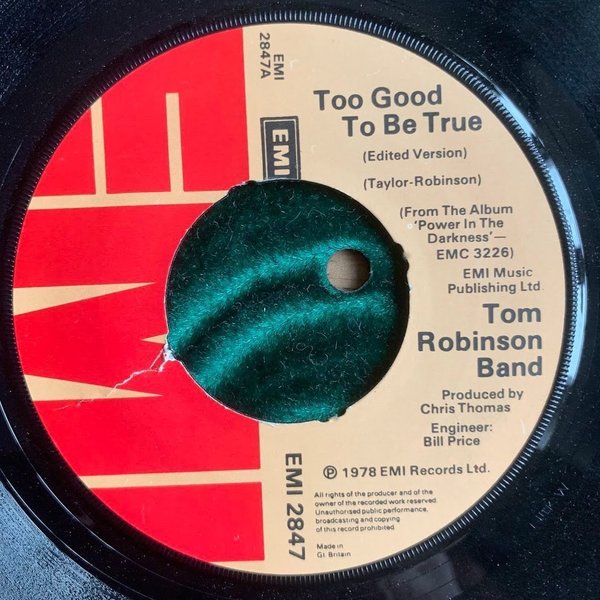 EMI
EMI
2847A
EMI
Too Good
To Be True
(Edited Version)
(Taylor-Robinson)
(From The Album
'Power In The
Darkness'—
EMC 3226)
EMI Music
Publishing Ltd.
Tom
Robinson
Band
Produced by
Chris Thomas
Engineer:
Bill Price
EMI 2847
Ⓟ 1978 EMI Records Ltd.
All rights of the producer and of the
owner of the recorded work reserved.
Unauthorised public performance,
broadcasting and copying
of this record prohibited
Made in
Gt. Britain